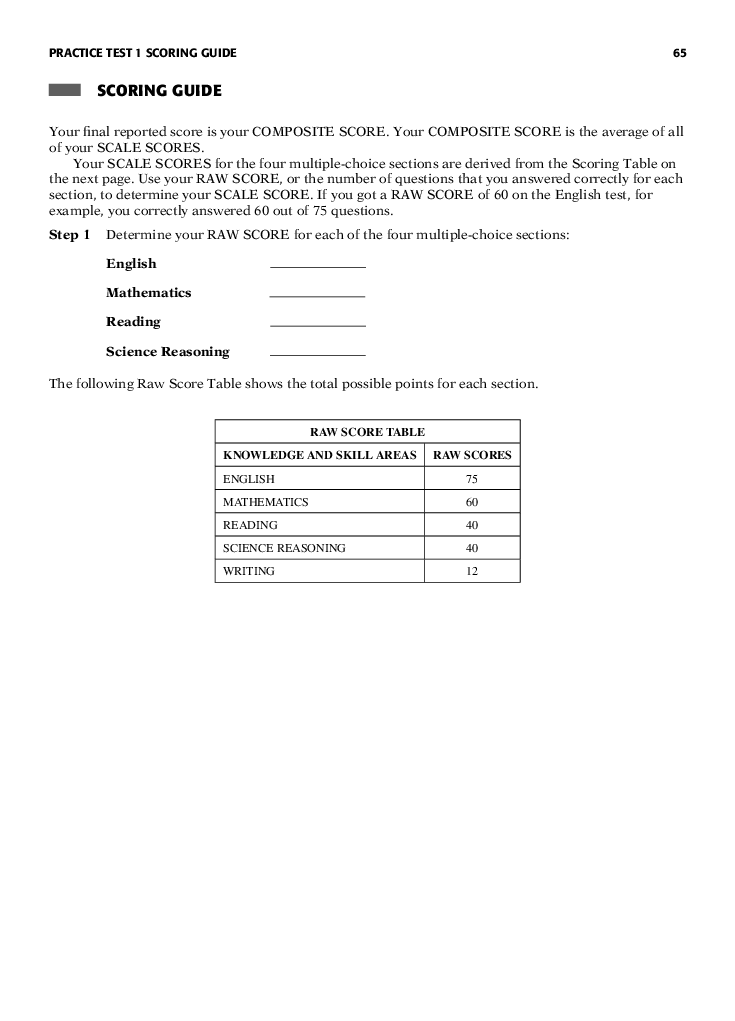 PRACTICE TEST 1 SCORING GUIDE 65
SCORING GUIDE
Your final reported score is your COMPOSITE SCORE. Your COMPOSITE SCORE is the average of all
of your SCALE SCORES.
Your SCALE SCORES for the four multiple-choice sections are derived from the Scoring Table on
the next page. Use your RAW SCORE, or the number of questions that you answered correctly for each
section, to determine your SCALE SCORE. If you got a RAW SCORE of 60 on the English test, for
example, you correctly answered 60 out of 75 questions.
Step 1 Determine your RAW SCORE for each of the four multiple-choice sections:
English
Mathematics
Reading
Science Reasoning
The following Raw Score Table shows the total possible points for each section.
RAW SCORE TABLE
KNOWLEDGE AND SKILL AREAS RAW SCORES
ENGLISH 75
MATHEMATICS 60
READING 40
SCIENCE REASONING 40
WRITING 12